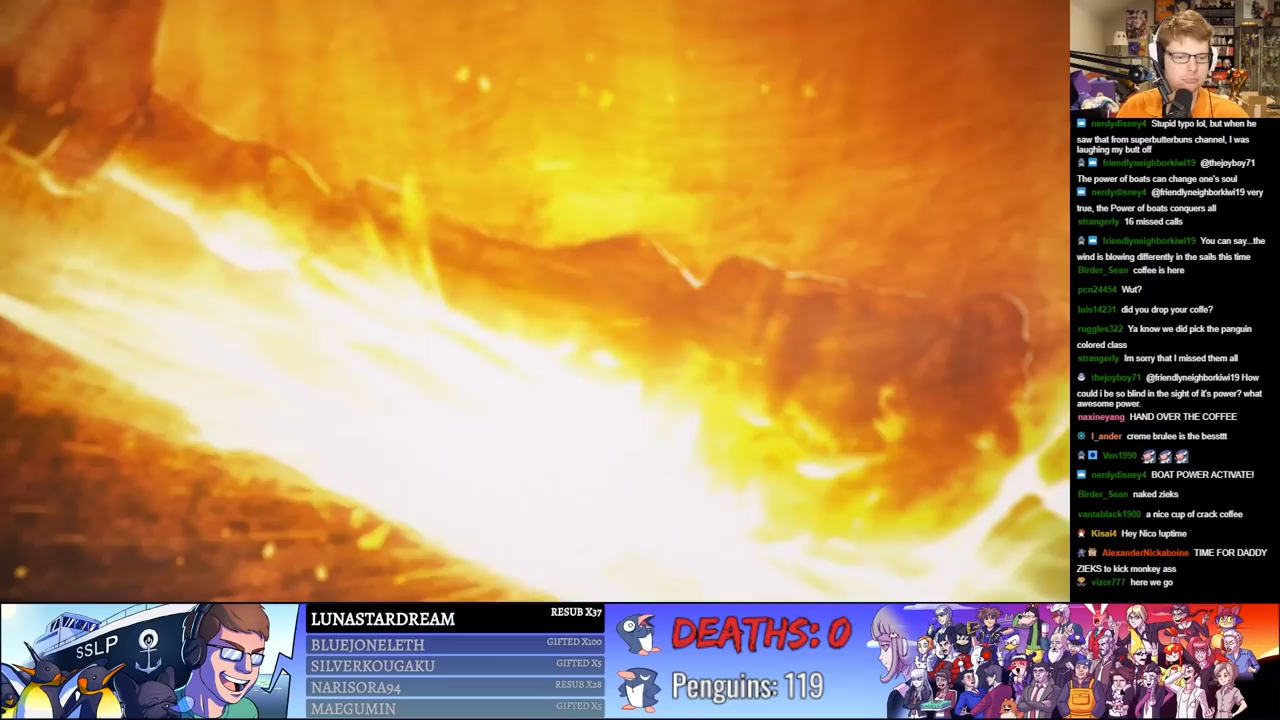 nerdydisney4 Stupid typo lol, but when he
saw that from superbutterbuns channel, I was
laughing my butt off
friendlyneighborkiwi19 @thejoyboy71
The power of boats can change one's soul
nerdydisney4 @friendlyneighborkiwi19 very
true, the Power of boats conquers all
strangerly 16 missed calls
friendlyneighborkiwi19 You can say...the
wind is blowing differently in the sails this time
Birder_Sean coffee is here
pcn24454 Wut?
luis14231 did you drop your coffe?
ruggles322 Ya know we did pick the panguin
colored class
strangerly Im sorry that I missed them all
thejoyboy71 @friendlyneighborkiwi19 How
could i be so blind in the sight of it's power? what
awesome power.
naxineyang HAND OVER THE COFFEE
l_ander creme brulee is the bessttt
Ven1990
nerdydisney4 BOAT POWER ACTIVATE!
Birder_Sean naked zieks
vantablack1900 a nice cup of crack coffee
Kisai4 Hey Nico !uptime
AlexanderNickaboine TIME FOR DADDY
ZIEKS to kick monkey ass
vizor777 here we go
SSLP
LUNASTARDREAM RESUB X37
BLUEJONELETH GIFTED X100
SILVERKOUGAKU GIFTED X5
NARISORA94 RESUB X28
MAEGUMIN GIFTED X5
DEATHS: 0
Penguins: 119